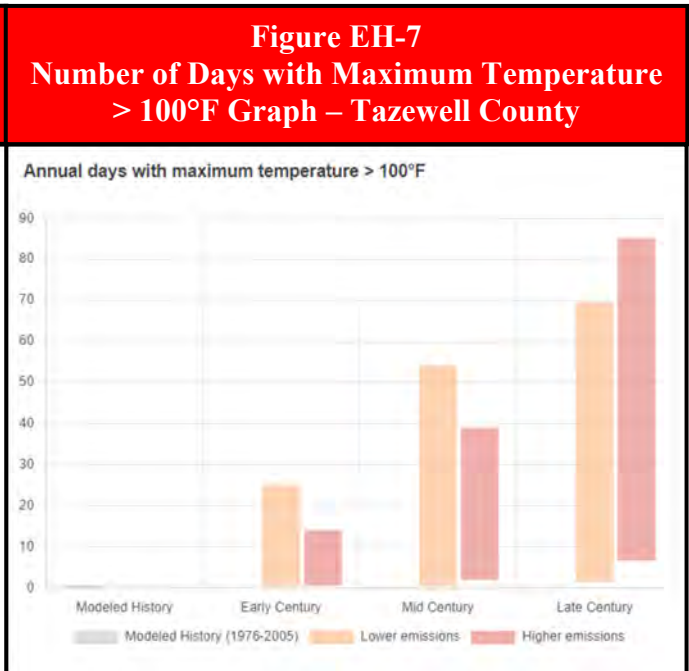 Figure EH-7
Number of Days with Maximum Temperature
> 100°F Graph – Tazewell County
Annual days with maximum temperature > 100°F
90
80
70
60
50
40
30
20
10
0
Modeled History Early Century Mid Century Late Century
Modeled History (1976-2005) Lower emissions Higher emissions